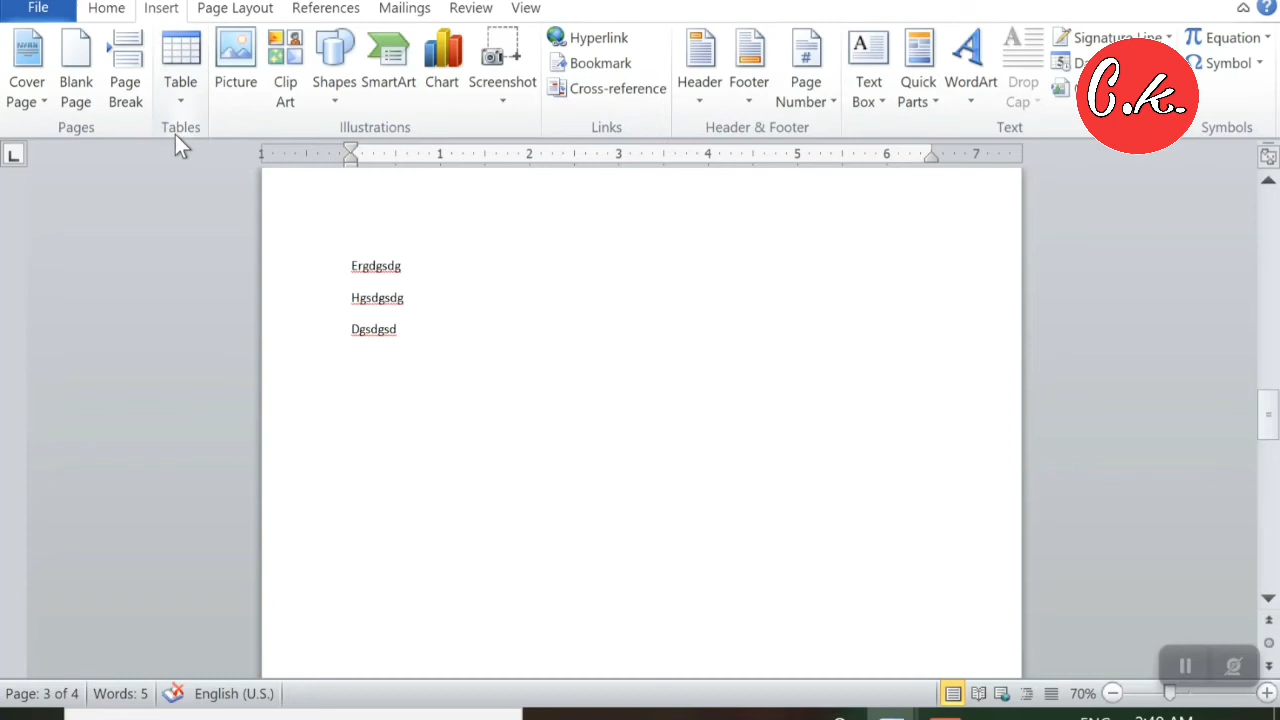 File Home Insert Page Layout References Mailings Review View
Cover Page
Blank Page
Page Break
Table
Picture
Clip Art
Shapes
SmartArt
Chart
Screenshot
Hyperlink
Bookmark
Cross-reference
Header
Footer
Page Number
Text Box
Quick Parts
WordArt
Drop Cap
Signature Line
Equation
Symbol
Pages Tables Illustrations Links Header & Footer Text Symbols
C.k.
L
1 1 2 3 4 5 6 7
Ergdgsdg
Hgsdgsdg
Dgsdgsd
Page: 3 of 4 Words: 5 English (U.S.) 70%